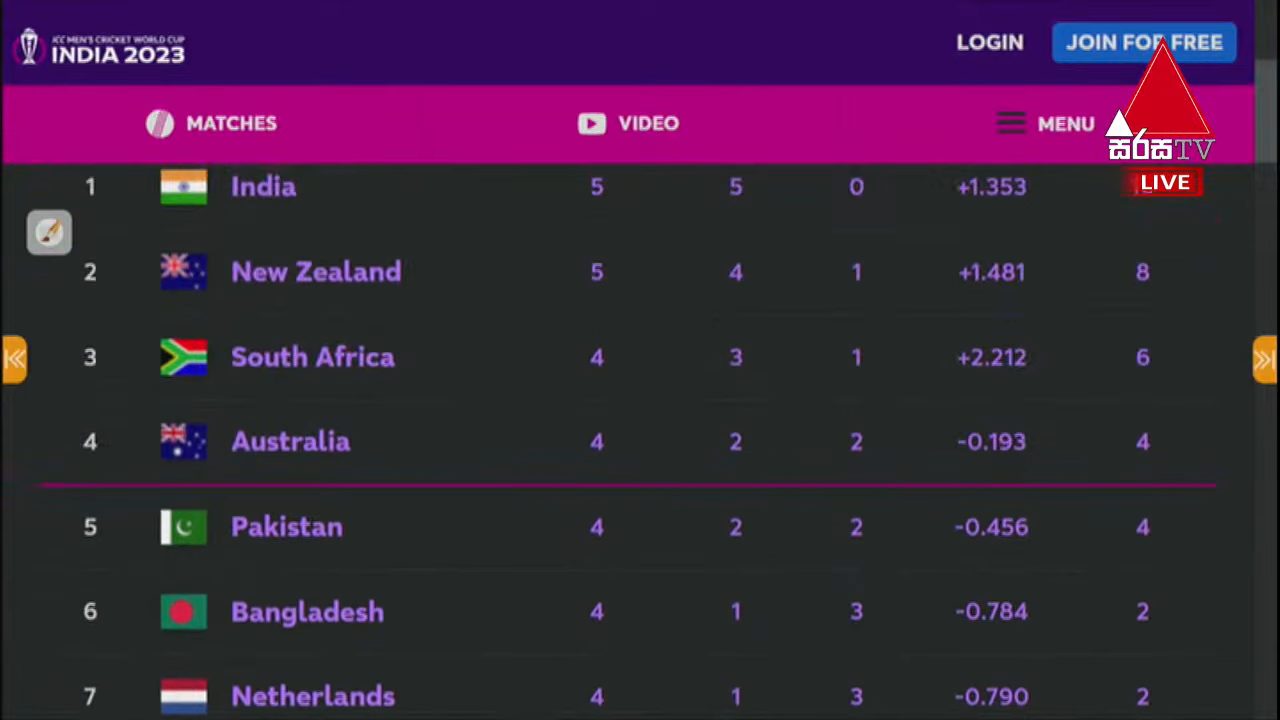 ICC MEN'S CRICKET WORLD CUP
INDIA 2023
LOGIN
JOIN FOR FREE
MATCHES
VIDEO
MENU
සිරසTV
LIVE
1 India 5 5 0 +1.353
2 New Zealand 5 4 1 +1.481 8
3 South Africa 4 3 1 +2.212 6
4 Australia 4 2 2 -0.193 4
5 Pakistan 4 2 2 -0.456 4
6 Bangladesh 4 1 3 -0.784 2
7 Netherlands 4 1 3 -0.790 2